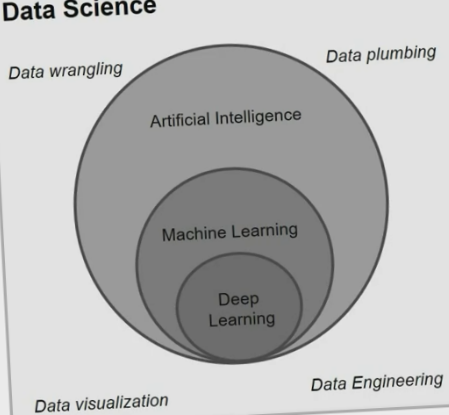 Data Science
Data wrangling
Data plumbing
Artificial Intelligence
Machine Learning
Deep
Learning
Data visualization
Data Engineering